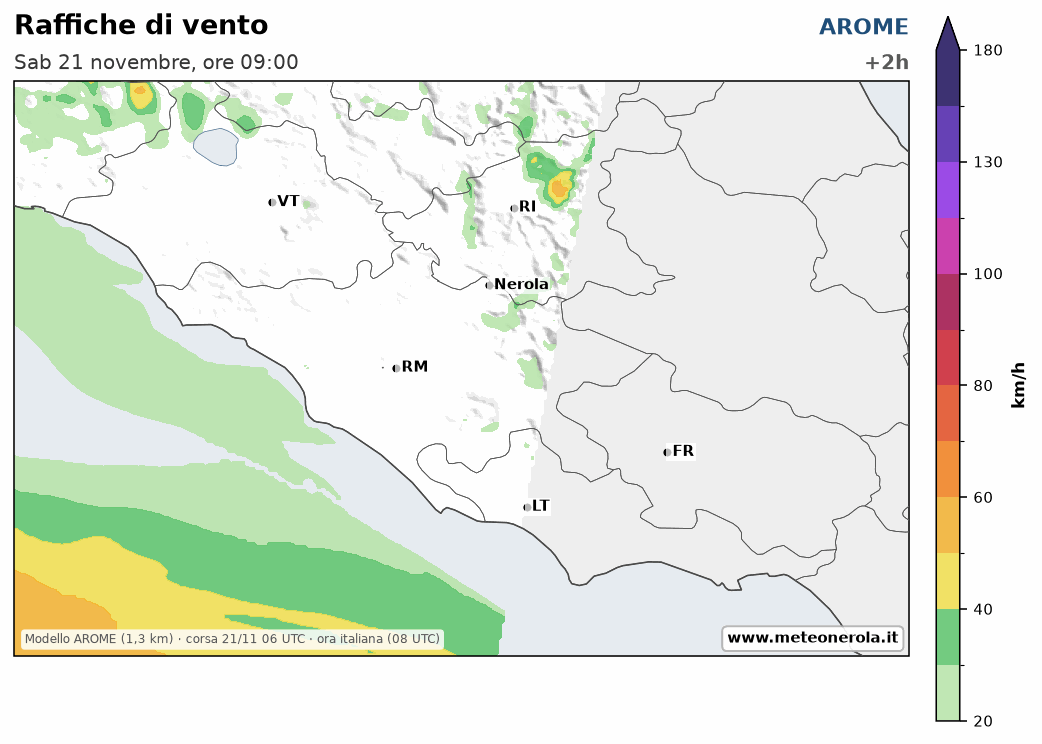 Raffiche di vento
AROME
Sab 21 novembre, ore 09:00
+2h
180
130
100
80
60
40
20
km/h
VT
RI
Nerola
RM
FR
LT
Modello AROME (1,3 km) · corsa 21/11 06 UTC · ora italiana (08 UTC)
www.meteonerola.it